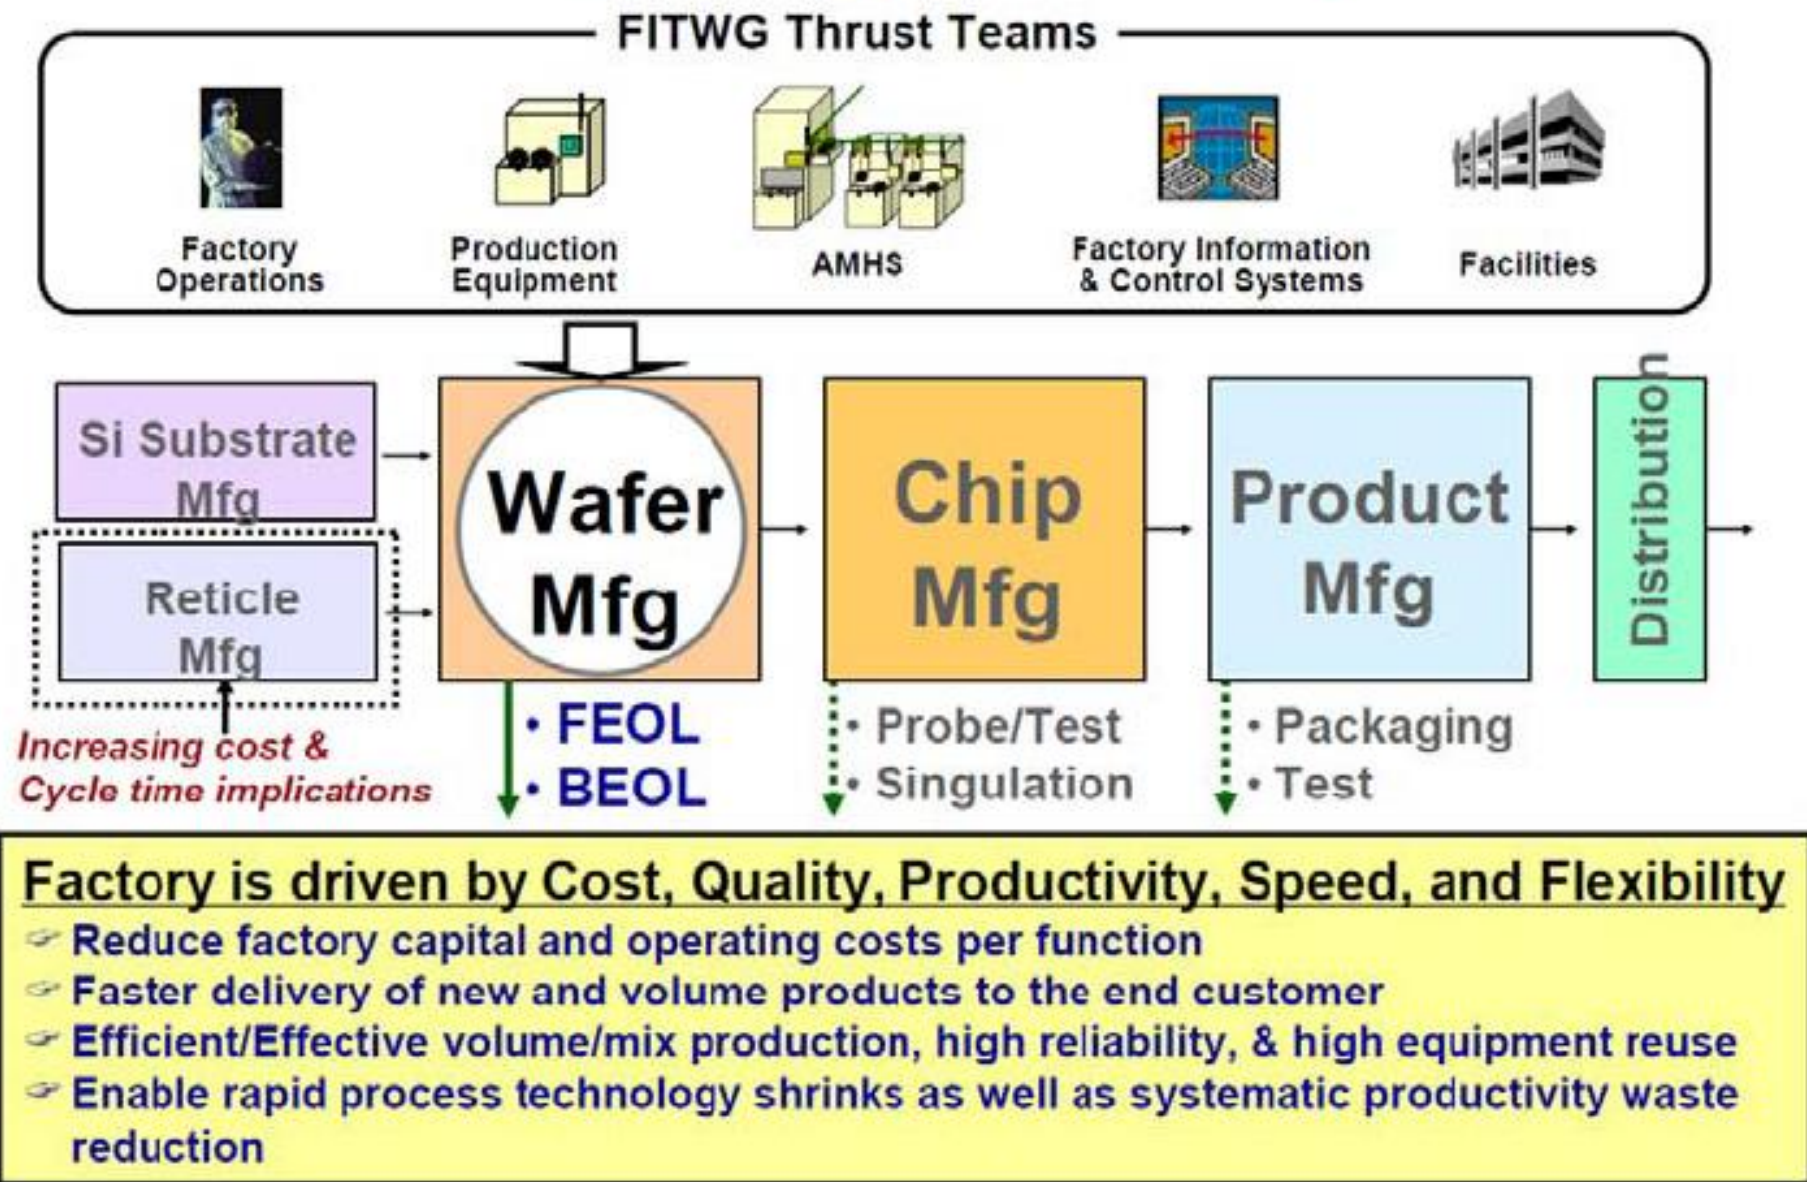 FITWG Thrust Teams
Factory
Operations
Production
Equipment
AMHS
Factory Information
& Control Systems
Facilities
Si Substrate
Mfg
Reticle
Mfg
Increasing cost &
Cycle time implications
Wafer
Mfg
• FEOL
• BEOL
Chip
Mfg
• Probe/Test
• Singulation
Product
Mfg
• Packaging
• Test
Distribution
Factory is driven by Cost, Quality, Productivity, Speed, and Flexibility
☞ Reduce factory capital and operating costs per function
☞ Faster delivery of new and volume products to the end customer
☞ Efficient/Effective volume/mix production, high reliability, & high equipment reuse
☞ Enable rapid process technology shrinks as well as systematic productivity waste
reduction